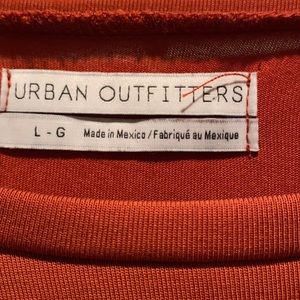 URBAN OUTFITTERS
L - G Made in Mexico / Fabriqué au Mexique